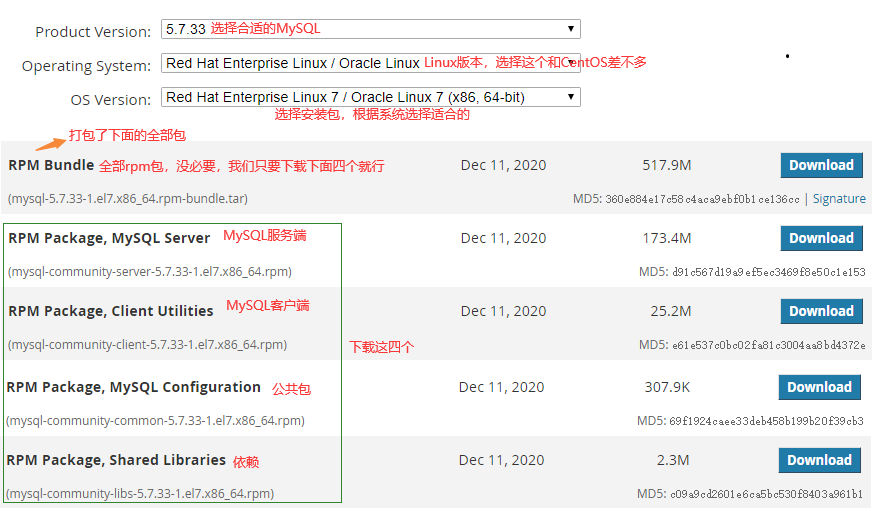 Product Version: 5.7.33 选择合适的MySQL
Operating System: Red Hat Enterprise Linux / Oracle Linux Linux版本，选择这个和CentOS差不多
OS Version: Red Hat Enterprise Linux 7 / Oracle Linux 7 (x86, 64-bit)
选择安装包，根据系统选择适合的
打包了下面的全部包
RPM Bundle 全部rpm包，没必要，我们只要下载下面四个就行 Dec 11, 2020 517.9M Download
(mysql-5.7.33-1.el7.x86_64.rpm-bundle.tar) MD5: 360e884e17c58c4aca9ebf0b1ce136cc | Signature
RPM Package, MySQL Server MySQL服务端 Dec 11, 2020 173.4M Download
(mysql-community-server-5.7.33-1.el7.x86_64.rpm) MD5: d91c567d19a9ef5ec3469f8e50c1e153
RPM Package, Client Utilities MySQL客户端 Dec 11, 2020 25.2M Download
(mysql-community-client-5.7.33-1.el7.x86_64.rpm) 下载这四个 MD5: e61e537c0bc02fa81c3004aa8bd4372e
RPM Package, MySQL Configuration 公共包 Dec 11, 2020 307.9K Download
(mysql-community-common-5.7.33-1.el7.x86_64.rpm) MD5: 69f1924caee33deb458b199b20f39cb3
RPM Package, Shared Libraries 依赖 Dec 11, 2020 2.3M Download
(mysql-community-libs-5.7.33-1.el7.x86_64.rpm) MD5: c09a9cd2601e6ca5bc530f8403a961b1